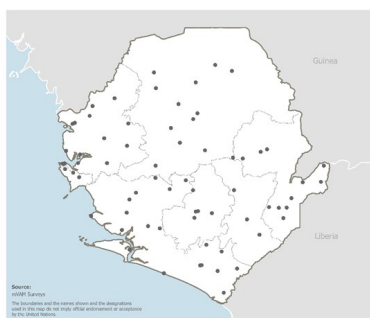 Guinea
Liberia
Source:
mVAM Surveys
The boundaries and the names shown and the designations
used in this map do not imply official endorsement or acceptance
by the United Nations.